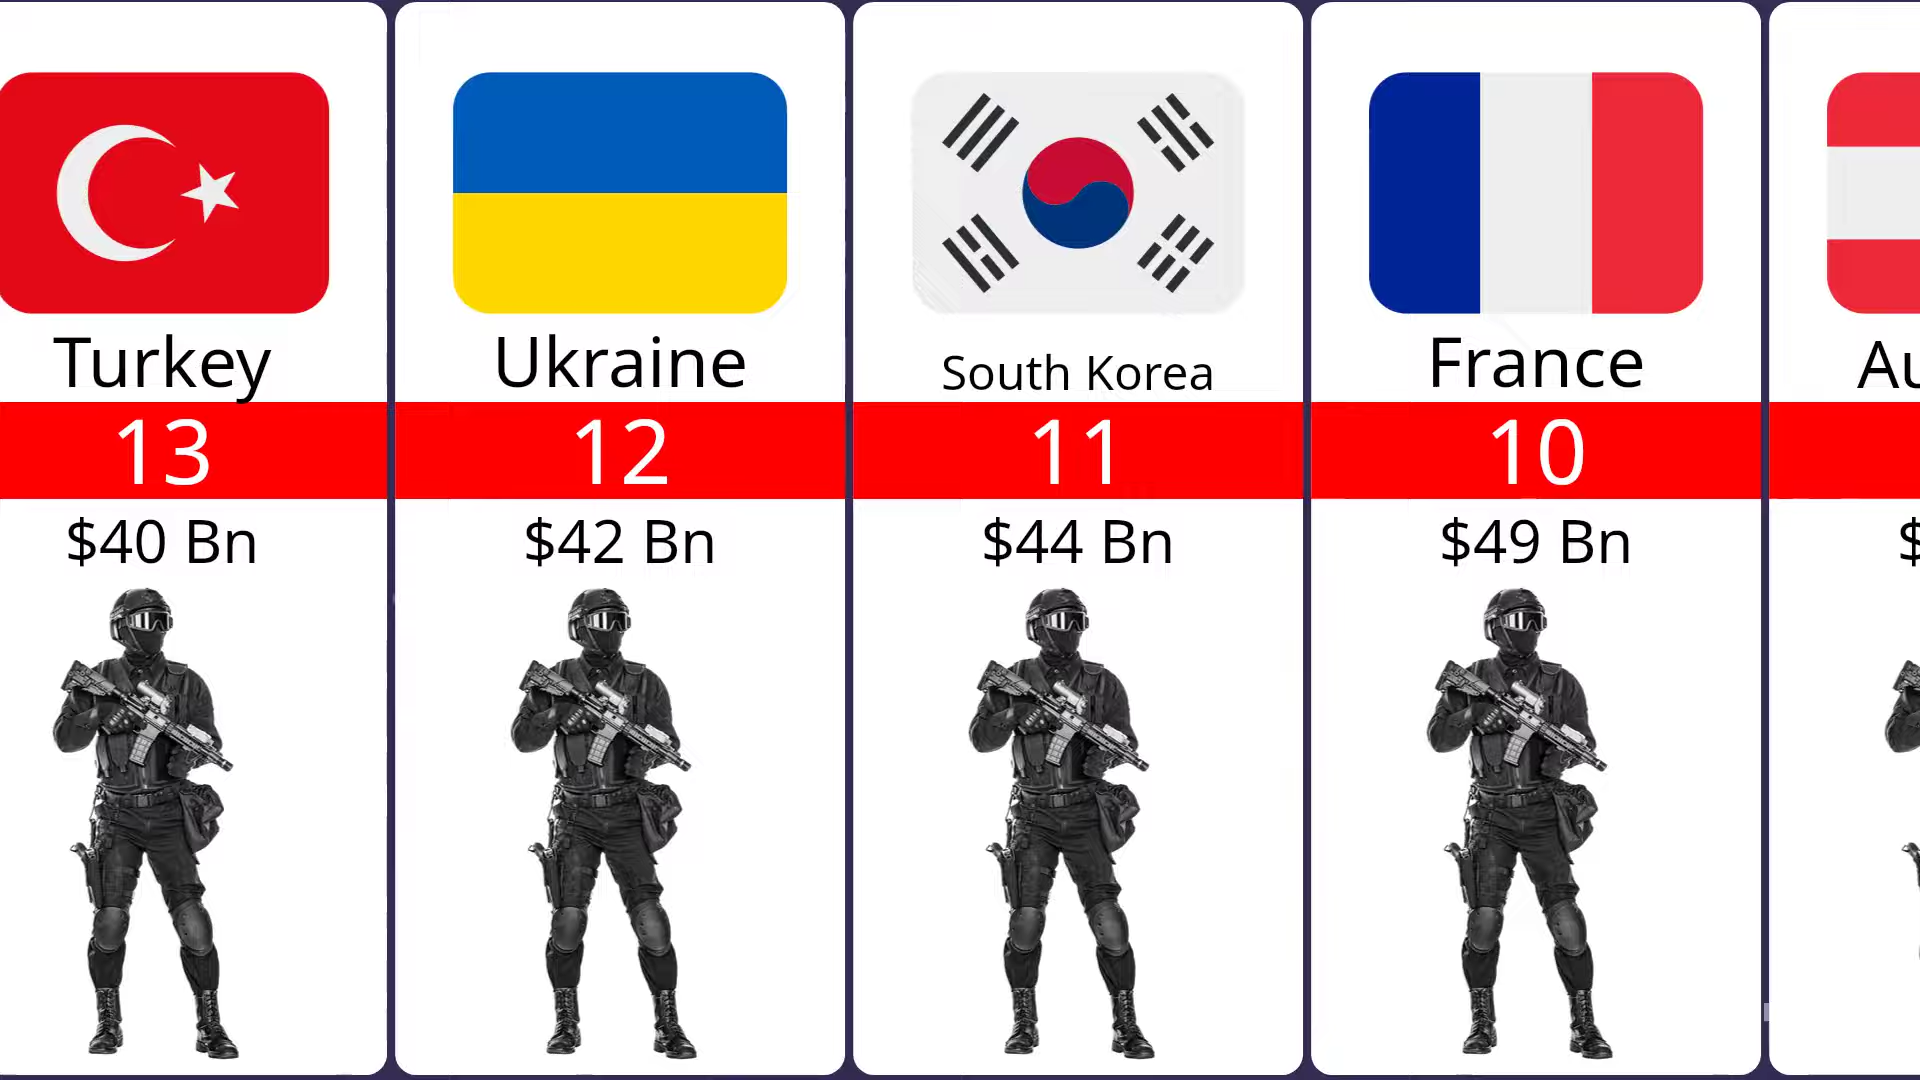 Turkey
13
$40 Bn
Ukraine
12
$42 Bn
South Korea
11
$44 Bn
France
10
$49 Bn